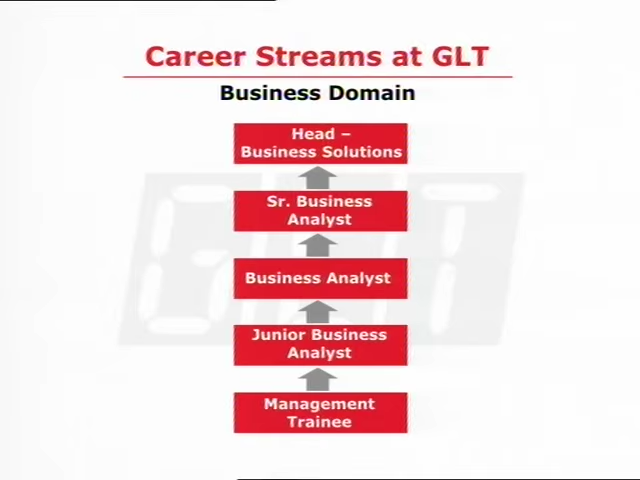 Career Streams at GLT
Business Domain
Head –
Business Solutions
Sr. Business
Analyst
Business Analyst
Junior Business
Analyst
Management
Trainee
GLT